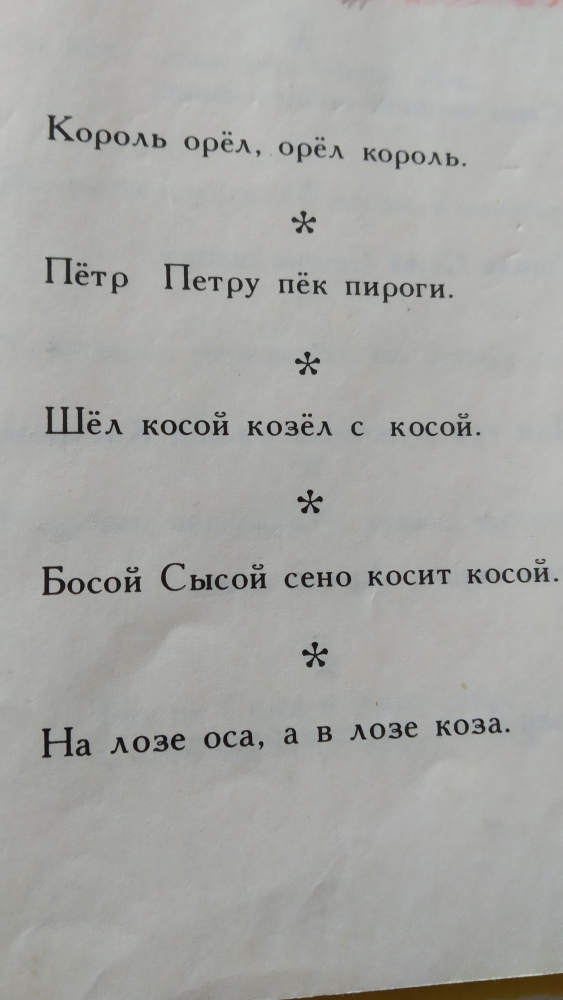 Король орёл, орёл король.
*
Пётр Петру пёк пироги.
*
Шёл косой козёл с косой.
*
Босой Сысой сено косит косой.
*
На лозе оса, а в лозе коза.